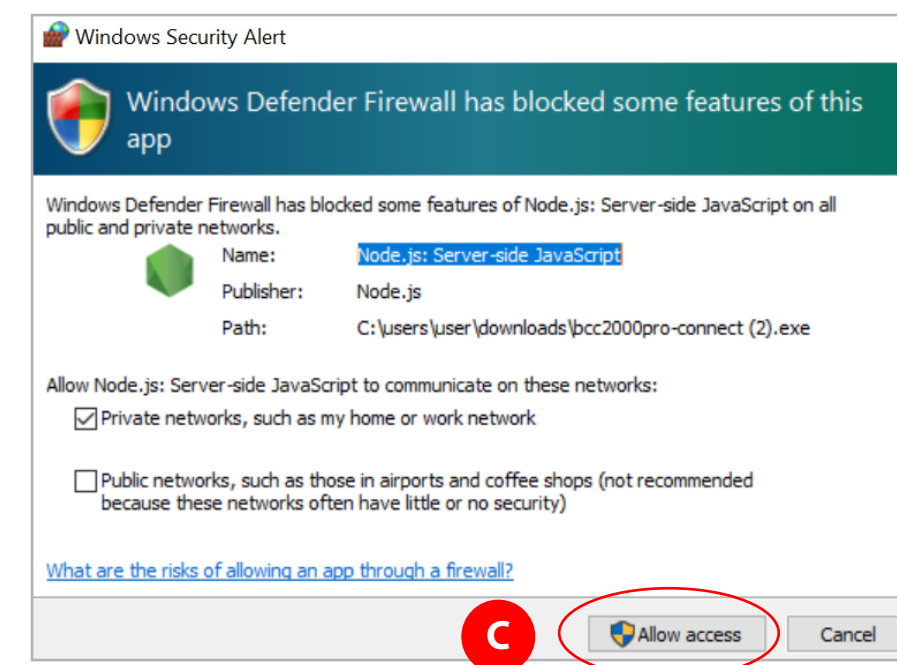 Windows Security Alert
Windows Defender Firewall has blocked some features of this
app
Windows Defender Firewall has blocked some features of Node.js: Server-side JavaScript on all
public and private networks.
Name: Node.js: Server-side JavaScript
Publisher: Node.js
Path: C:\users\user\downloads\bcc2000pro-connect (2).exe
Allow Node.js: Server-side JavaScript to communicate on these networks:
Private networks, such as my home or work network
Public networks, such as those in airports and coffee shops (not recommended
because these networks often have little or no security)
What are the risks of allowing an app through a firewall?
C Allow access Cancel